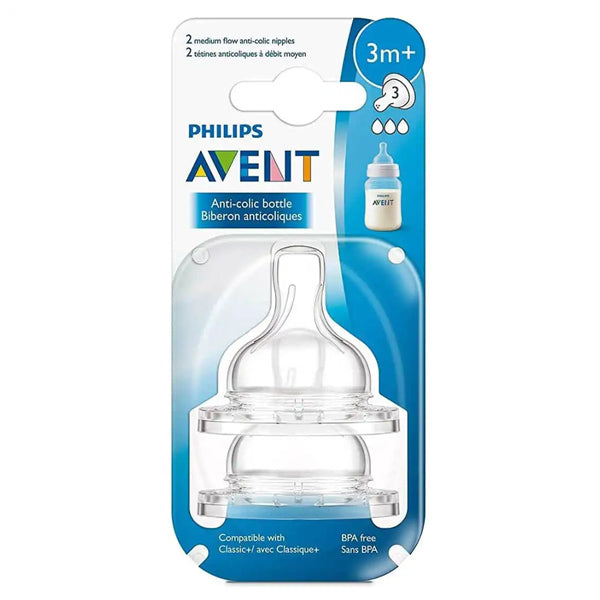 2 medium flow anti-colic nipples
2 tétines anticoliques à débit moyen
3m+
3
PHILIPS
AVENT
Anti-colic bottle
Biberon anticoliques
PHILIPS
AVENT
Compatible with
Classic+/ avec Classique+
BPA free
Sans BPA